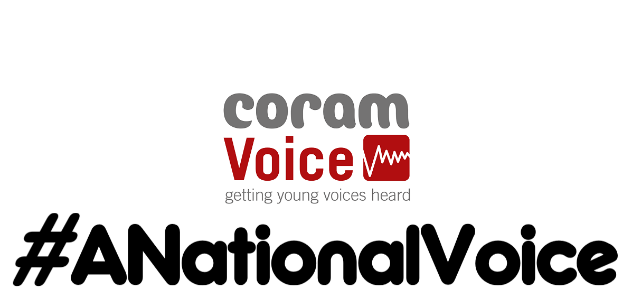 coram
Voice
getting young voices heard
#ANationalVoice